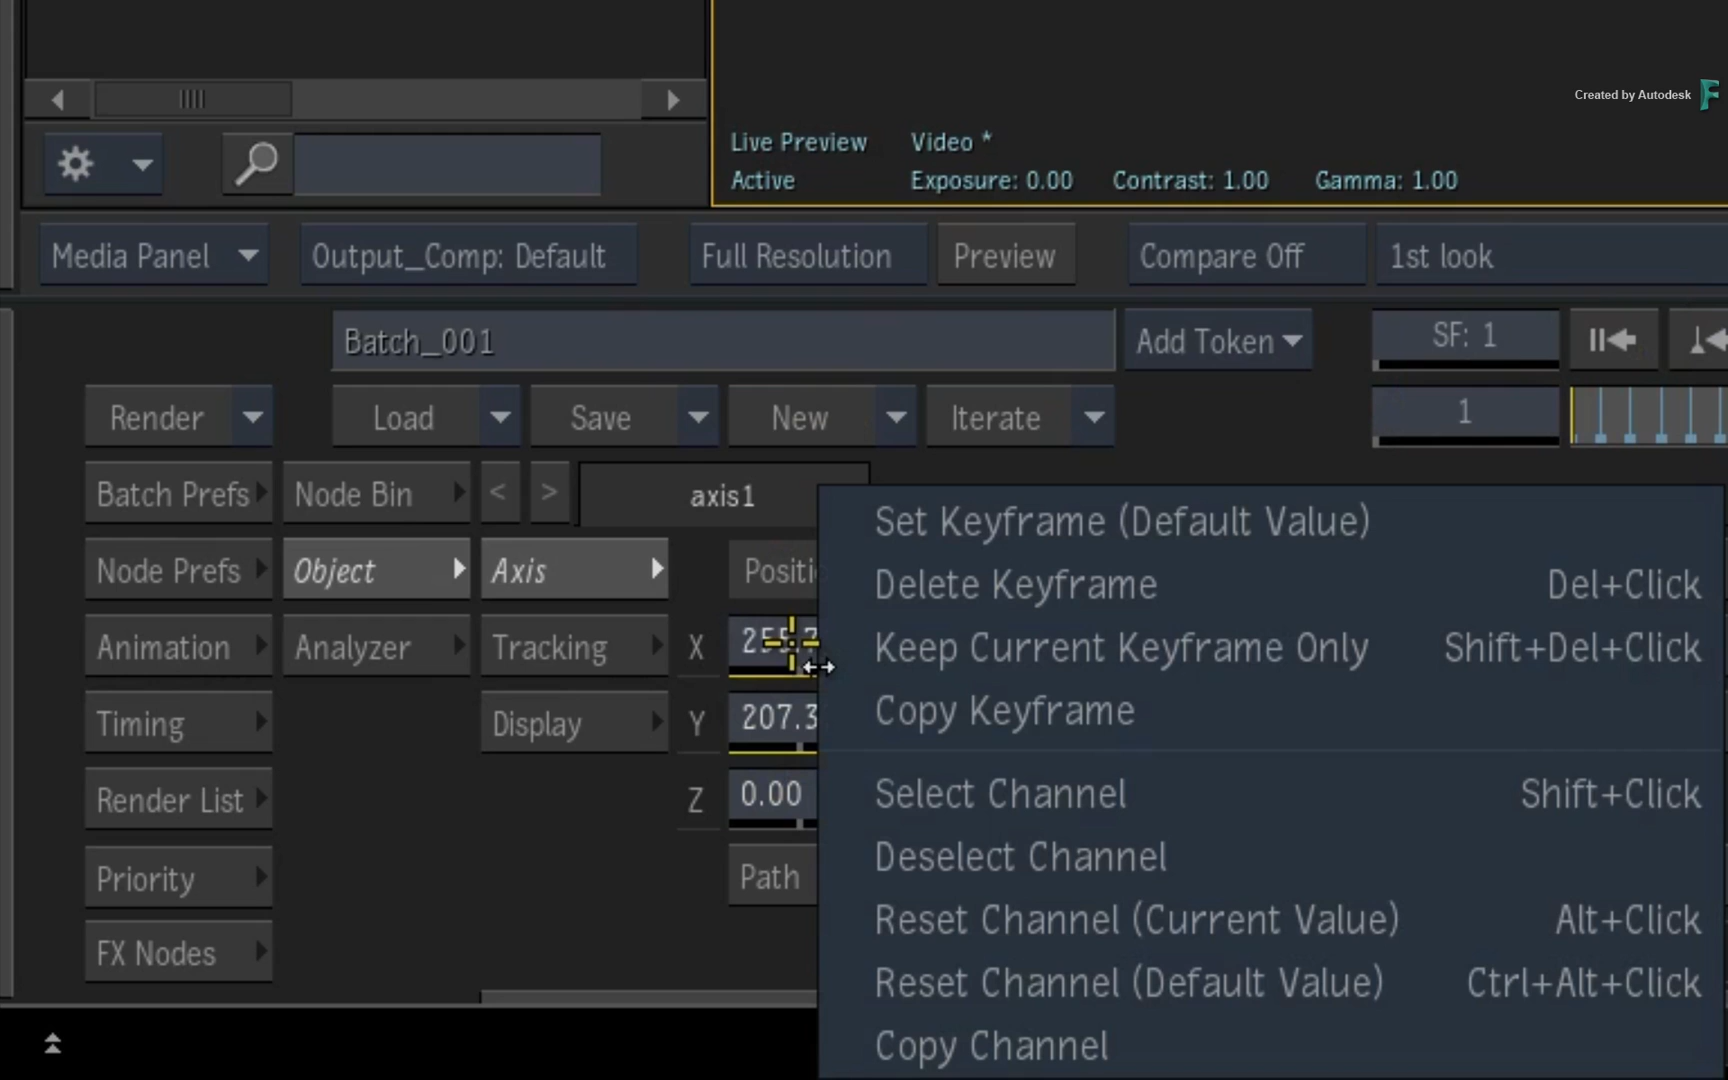 Created by Autodesk
Live Preview Video *
Active Exposure: 0.00 Contrast: 1.00 Gamma: 1.00
Media Panel Output_Comp: Default Full Resolution Preview Compare Off 1st look
Batch_001 Add Token SF: 1
Render Load Save New Iterate 1
Batch Prefs Node Bin < > axis1
Set Keyframe (Default Value)
Node Prefs Object Axis
Delete Keyframe Del+Click
Animation Analyzer Tracking X
Keep Current Keyframe Only Shift+Del+Click
Timing Display Y 207.3
Copy Keyframe
Render List Z 0.00
Select Channel Shift+Click
Priority Path
Deselect Channel
Reset Channel (Current Value) Alt+Click
FX Nodes
Reset Channel (Default Value) Ctrl+Alt+Click
Copy Channel